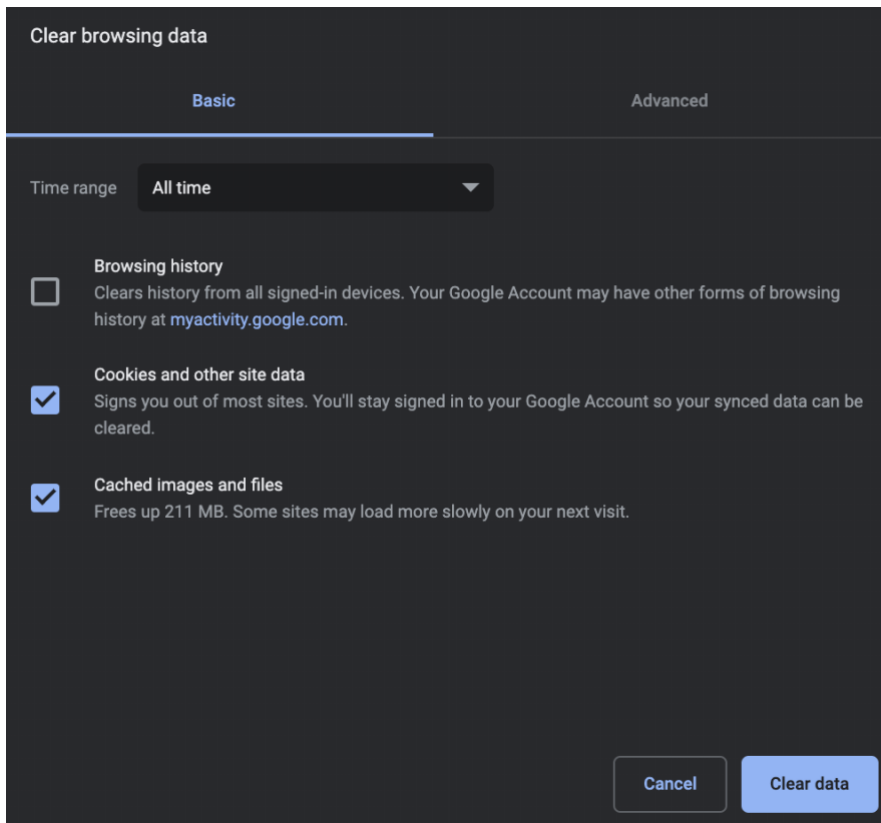 Clear browsing data
Basic
Advanced
Time range
All time
Browsing history
Clears history from all signed-in devices. Your Google Account may have other forms of browsing
history at myactivity.google.com.
Cookies and other site data
Signs you out of most sites. You'll stay signed in to your Google Account so your synced data can be
cleared.
Cached images and files
Frees up 211 MB. Some sites may load more slowly on your next visit.
Cancel
Clear data